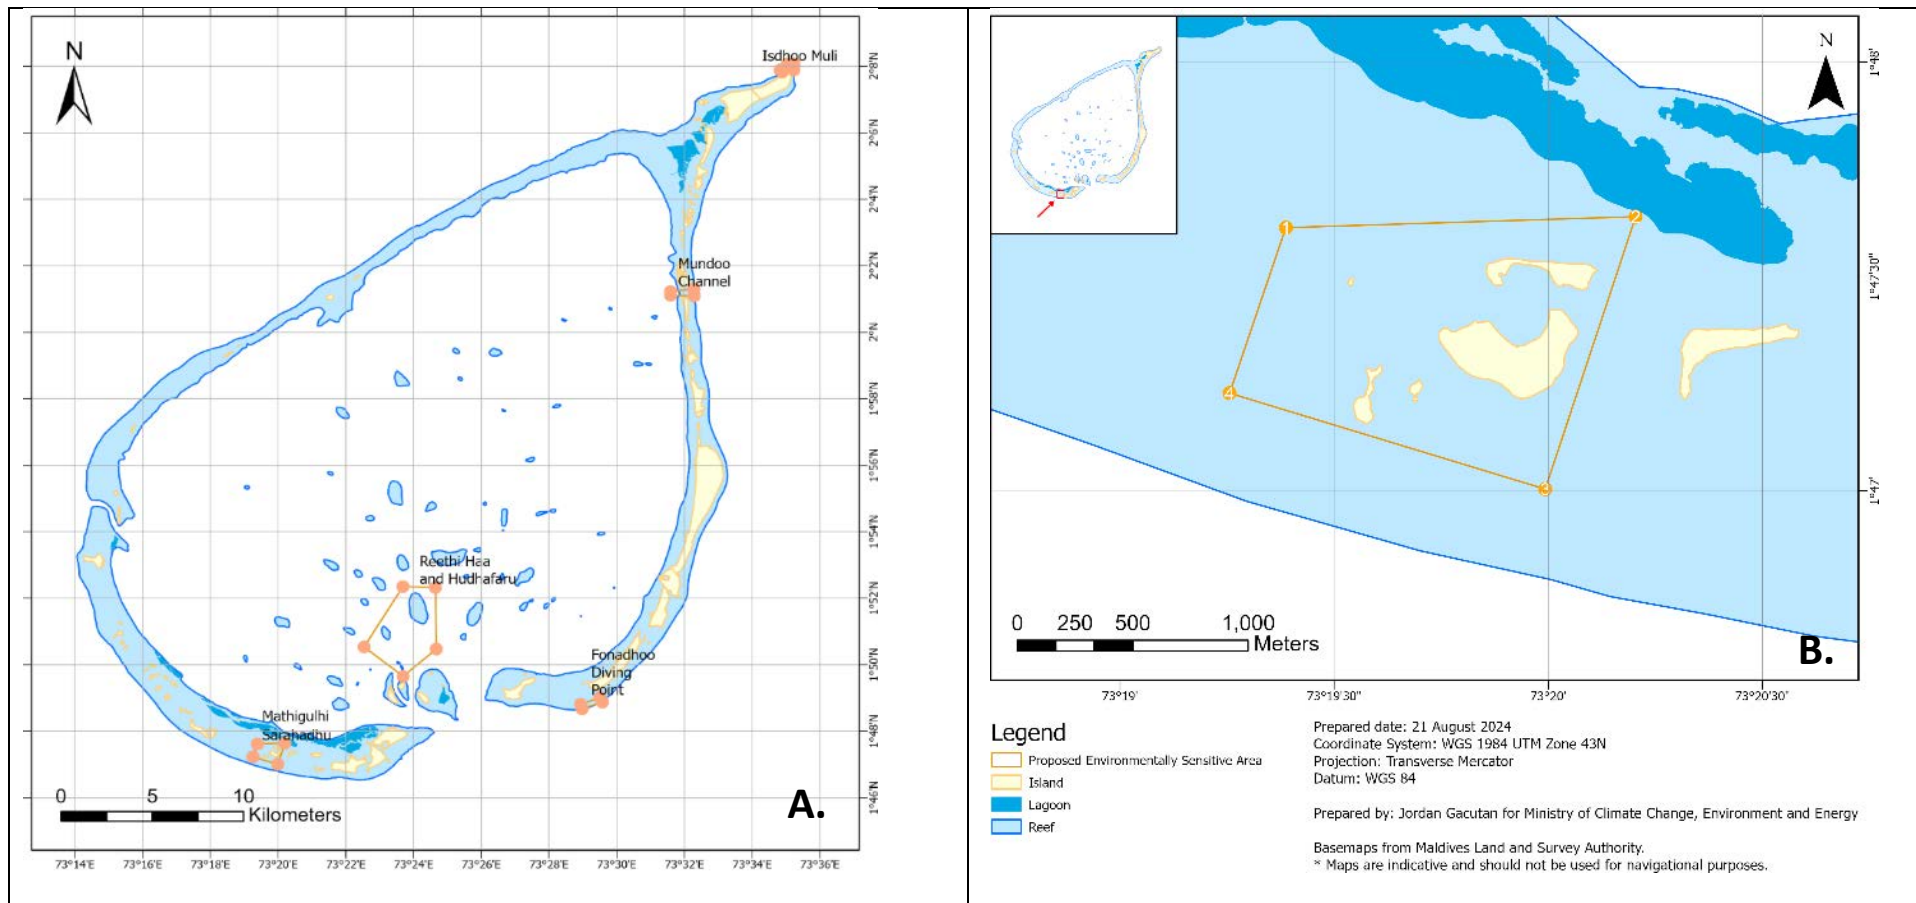 N
Isdhoo Muli
2°8'N
2°6'N
2°4'N
Mundoo
Channel
2°2'N
2°N
1°58'N
1°56'N
1°54'N
Reethi Haa
and Hudhafaru
1°52'N
Fonadhoo
Diving
Point
1°50'N
Mathigulhi
Sarahadhu
1°48'N
1°46'N
0 5 10
Kilometers
A.
73°14'E 73°16'E 73°18'E 73°20'E 73°22'E 73°24'E 73°26'E 73°28'E 73°30'E 73°32'E 73°34'E 73°36'E
N
1°48'
1
2
1°47'30"
4
3
1°47'
0 250 500 1,000
Meters
B.
73°19' 73°19'30" 73°20' 73°20'30"
Legend
Proposed Environmentally Sensitive Area
Island
Lagoon
Reef
Prepared date: 21 August 2024
Coordinate System: WGS 1984 UTM Zone 43N
Projection: Transverse Mercator
Datum: WGS 84
Prepared by: Jordan Gacutan for Ministry of Climate Change, Environment and Energy
Basemaps from Maldives Land and Survey Authority.
* Maps are indicative and should not be used for navigational purposes.